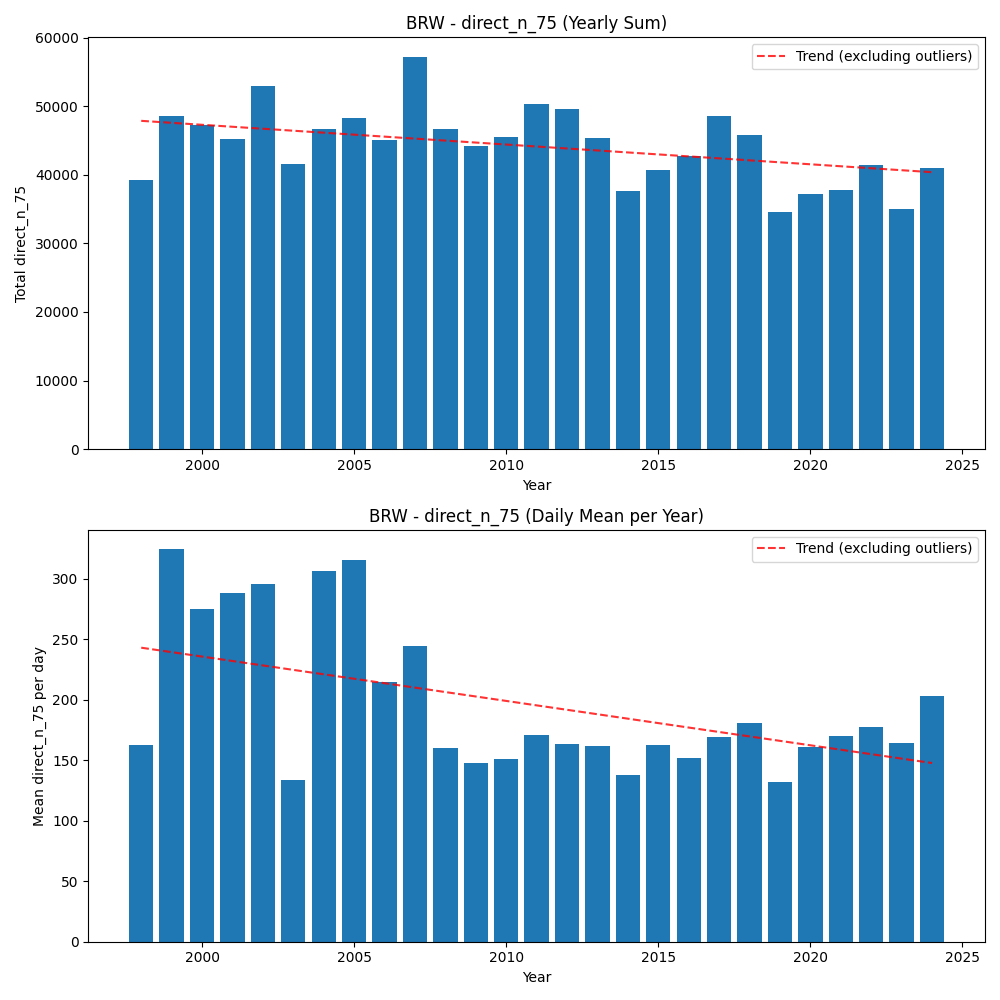 BRW - direct_n_75 (Yearly Sum)
Trend (excluding outliers)
Total direct_n_75
60000
50000
40000
30000
20000
10000
0
2000 2005 2010 2015 2020 2025
Year
BRW - direct_n_75 (Daily Mean per Year)
Trend (excluding outliers)
Mean direct_n_75 per day
300
250
200
150
100
50
0
2000 2005 2010 2015 2020 2025
Year